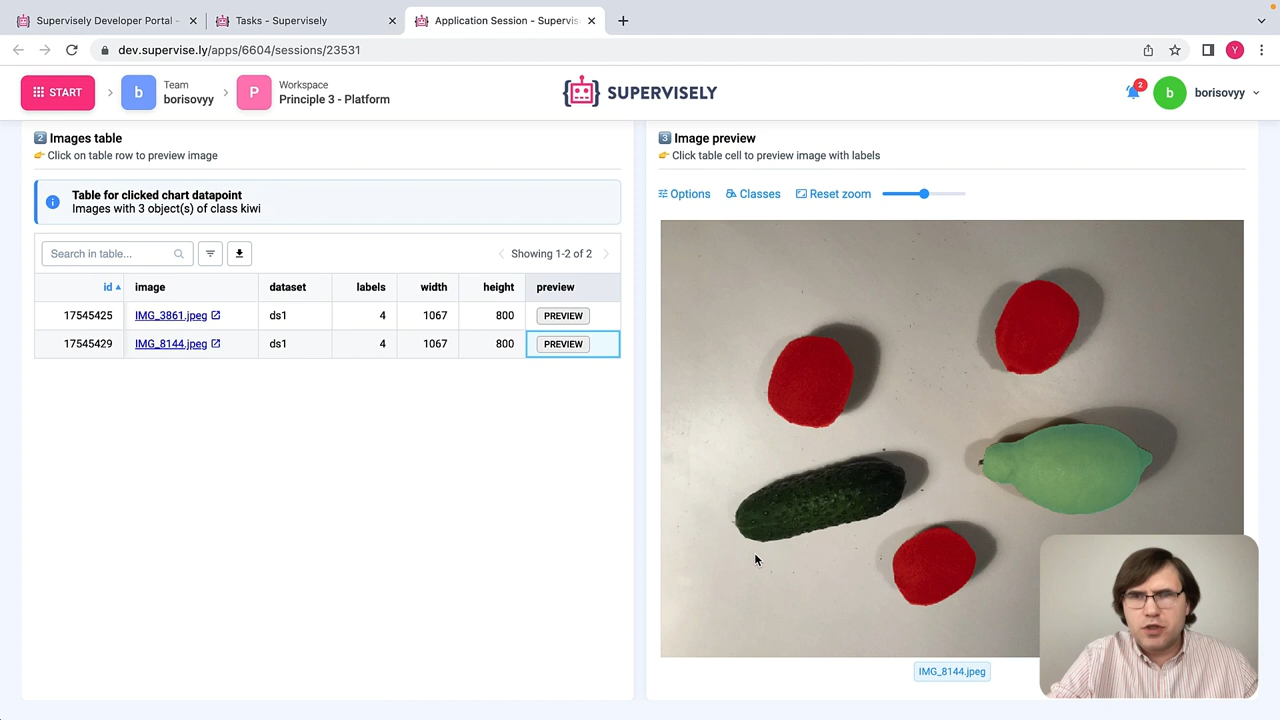 Supervisely Developer Portal -
Tasks - Supervisely
Application Session - Supervis
dev.supervise.ly/apps/6604/sessions/23531
Y
START
b
Team
borisovyy
P
Workspace
Principle 3 - Platform
SUPERVISELY
2
b
borisovyy
2 Images table
Click on table row to preview image
Table for clicked chart datapoint
Images with 3 object(s) of class kiwi
Search in table...
Showing 1-2 of 2
id image dataset labels width height preview
17545425 IMG_3861.jpeg ds1 4 1067 800 PREVIEW
17545429 IMG_8144.jpeg ds1 4 1067 800 PREVIEW
3 Image preview
Click table cell to preview image with labels
Options Classes Reset zoom
IMG_8144.jpeg